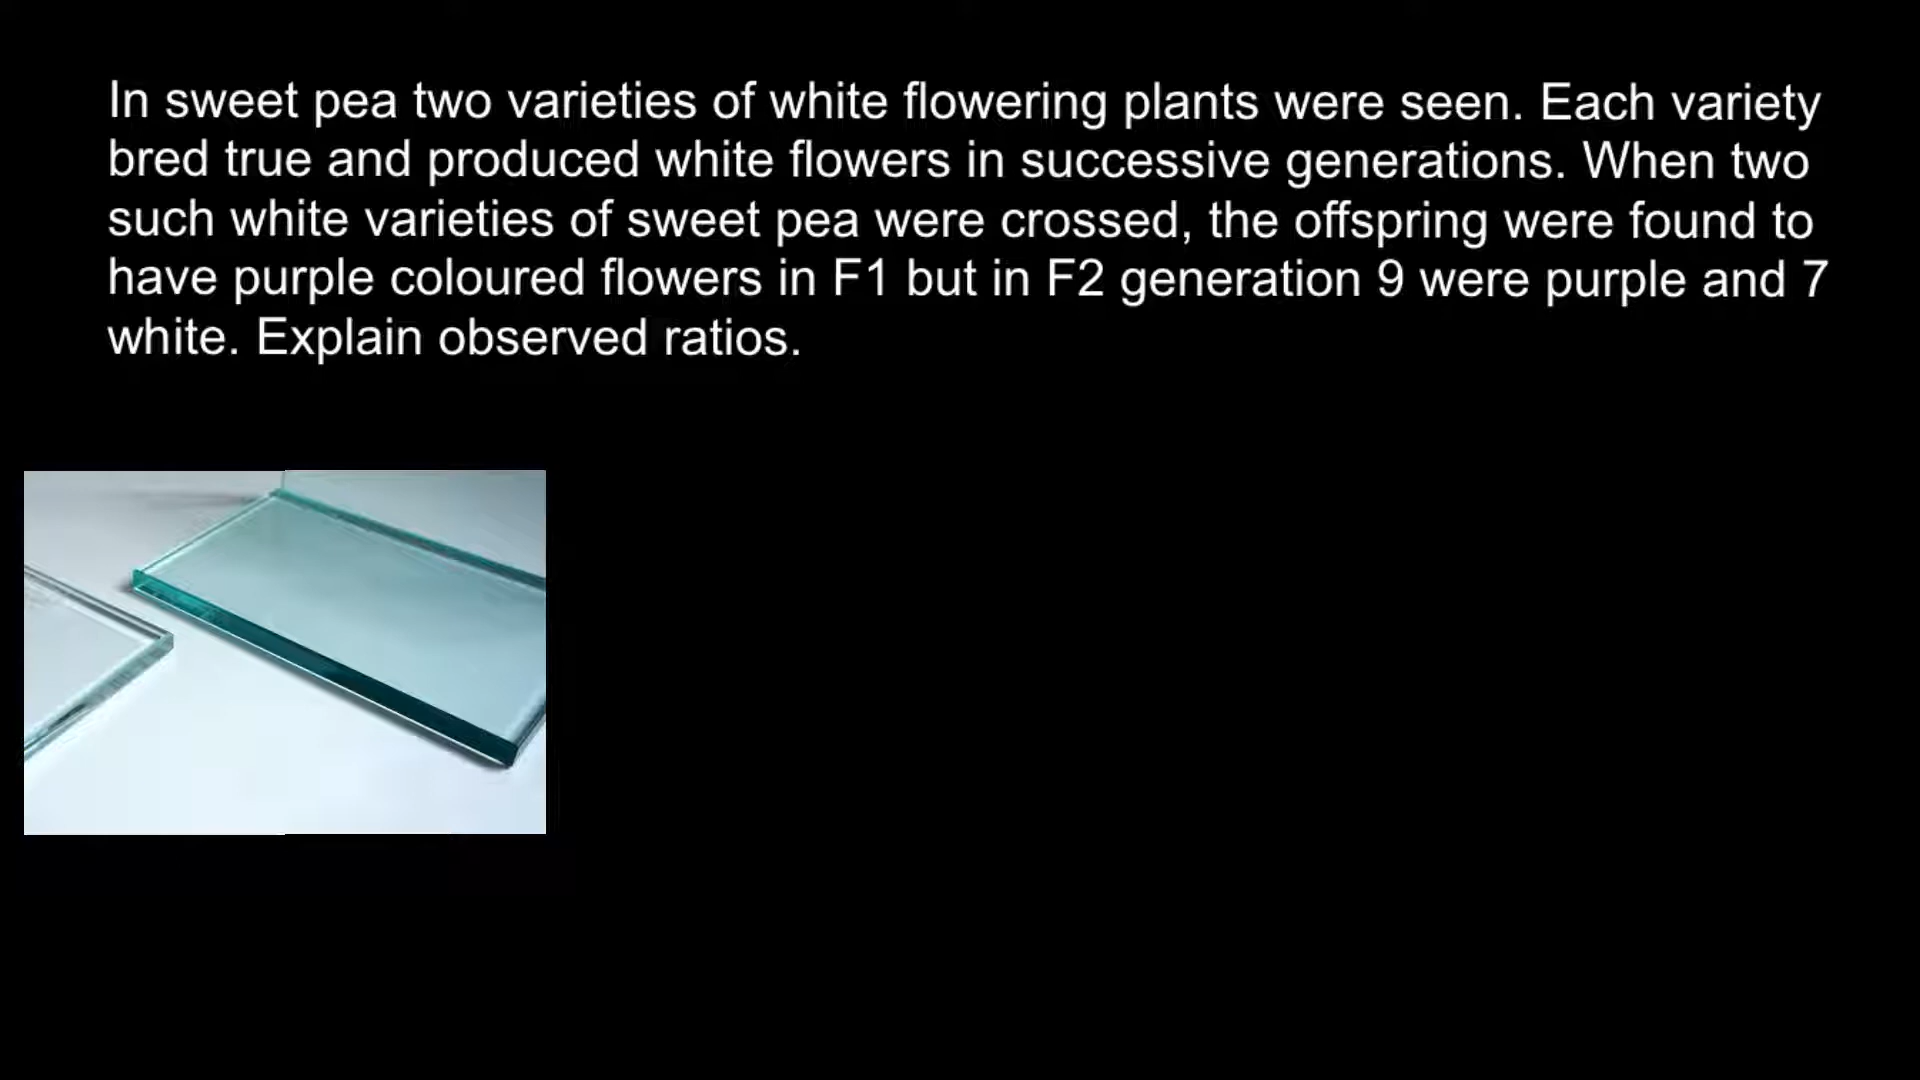 In sweet pea two varieties of white flowering plants were seen. Each variety
bred true and produced white flowers in successive generations. When two
such white varieties of sweet pea were crossed, the offspring were found to
have purple coloured flowers in F1 but in F2 generation 9 were purple and 7
white. Explain observed ratios.